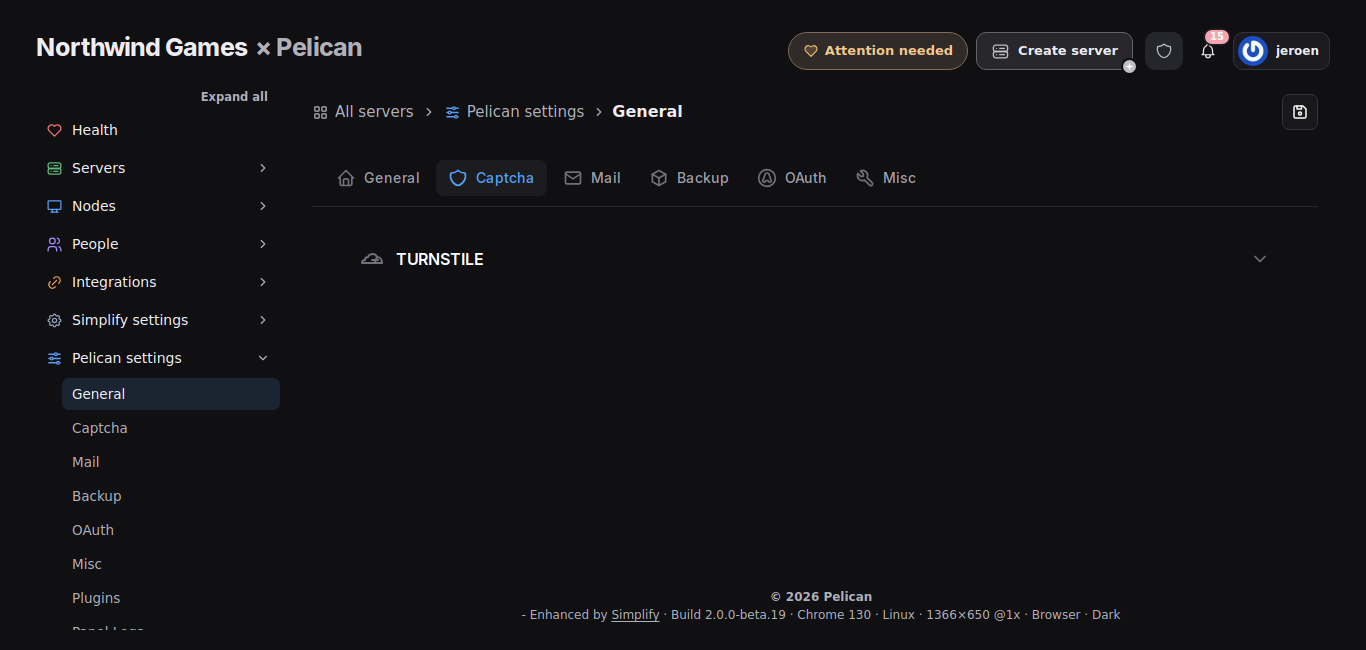 Northwind Games × Pelican
Attention needed
Create server
15
jeroen
Expand all
Health
Servers
Nodes
People
Integrations
Simplify settings
Pelican settings
General
Captcha
Mail
Backup
OAuth
Misc
Plugins
Panel Logs
All servers > Pelican settings > General
General
Captcha
Mail
Backup
OAuth
Misc
TURNSTILE
© 2026 Pelican
- Enhanced by Simplify · Build 2.0.0-beta.19 · Chrome 130 · Linux · 1366×650 @1x · Browser · Dark